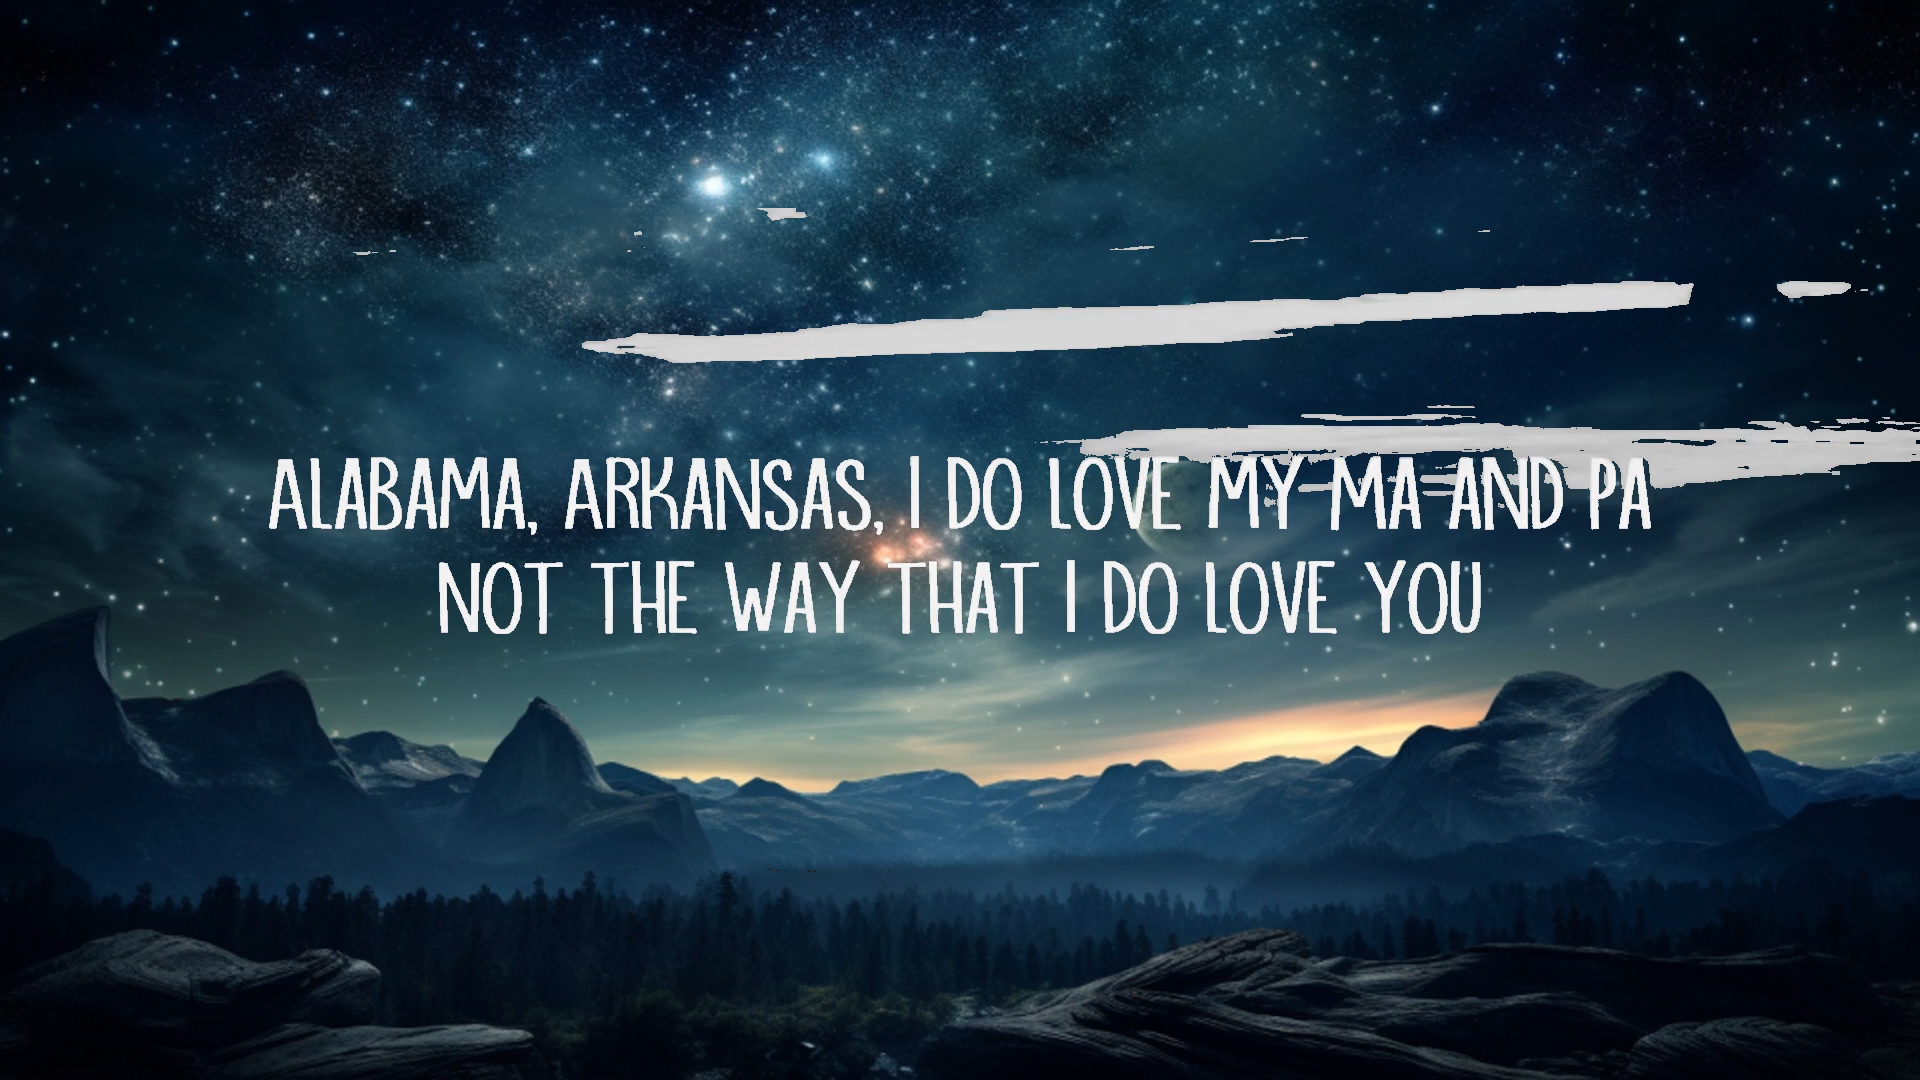 ALABAMA, ARKANSAS, I DO LOVE MY MA AND PA
NOT THE WAY THAT I DO LOVE YOU